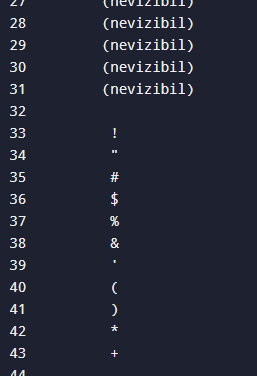 27 (nevizibil)
28 (nevizibil)
29 (nevizibil)
30 (nevizibil)
31 (nevizibil)
32
33 !
34 "
35 #
36 $
37 %
38 &
39 '
40 (
41 )
42 *
43 +
44